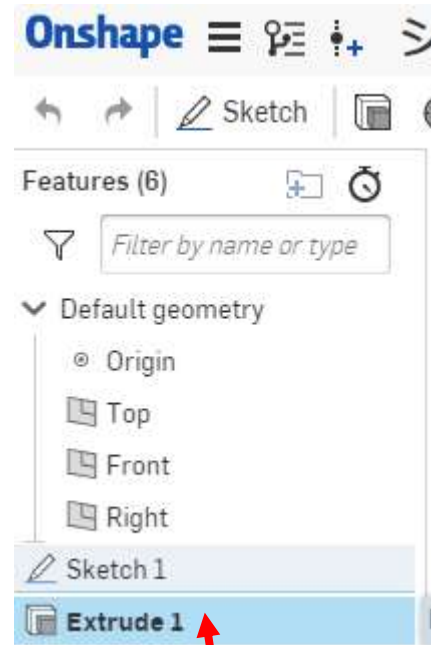 Onshape シ
Sketch
Features (6)
Filter by name or type
Default geometry
Origin
Top
Front
Right
Sketch 1
Extrude 1